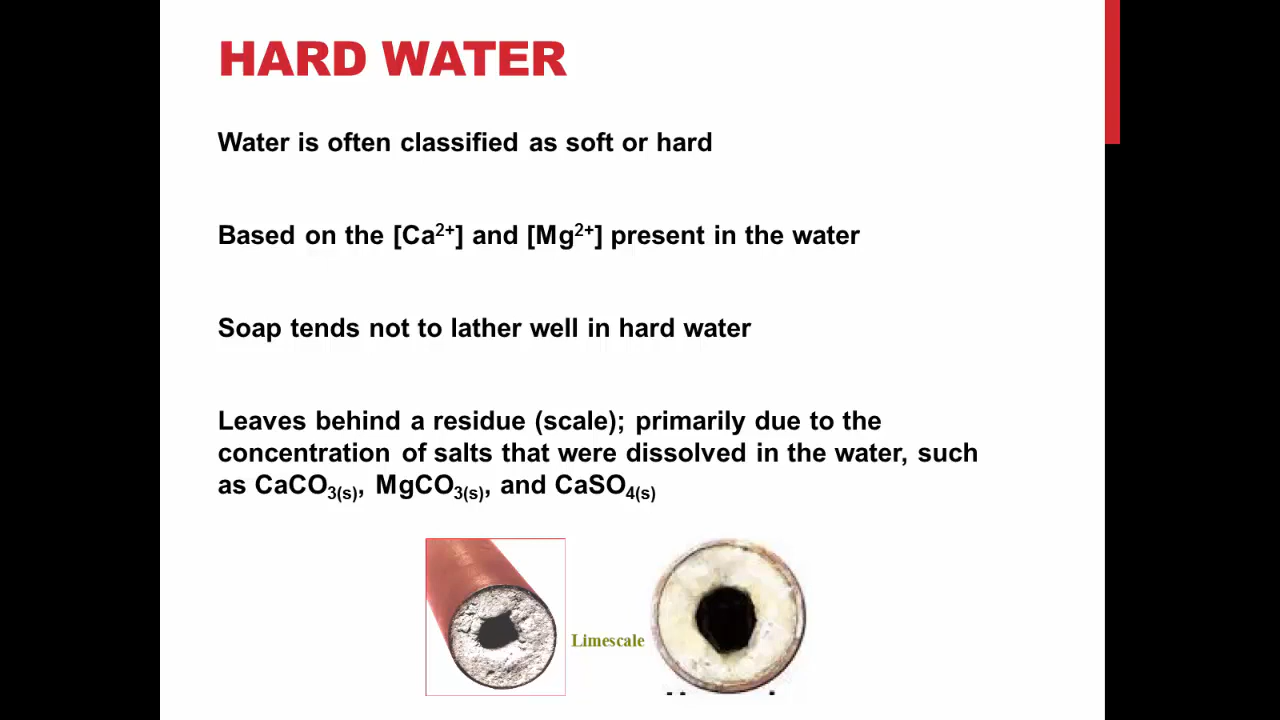 HARD WATER
Water is often classified as soft or hard
Based on the [Ca²⁺] and [Mg²⁺] present in the water
Soap tends not to lather well in hard water
Leaves behind a residue (scale); primarily due to the
concentration of salts that were dissolved in the water, such
as CaCO₃₍ₛ₎, MgCO₃₍ₛ₎, and CaSO₄₍ₛ₎
Limescale